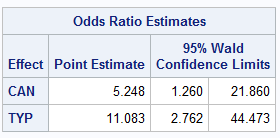 Odds Ratio Estimates
Effect Point Estimate 95% Wald Confidence Limits
CAN 5.248 1.260 21.860
TYP 11.083 2.762 44.473